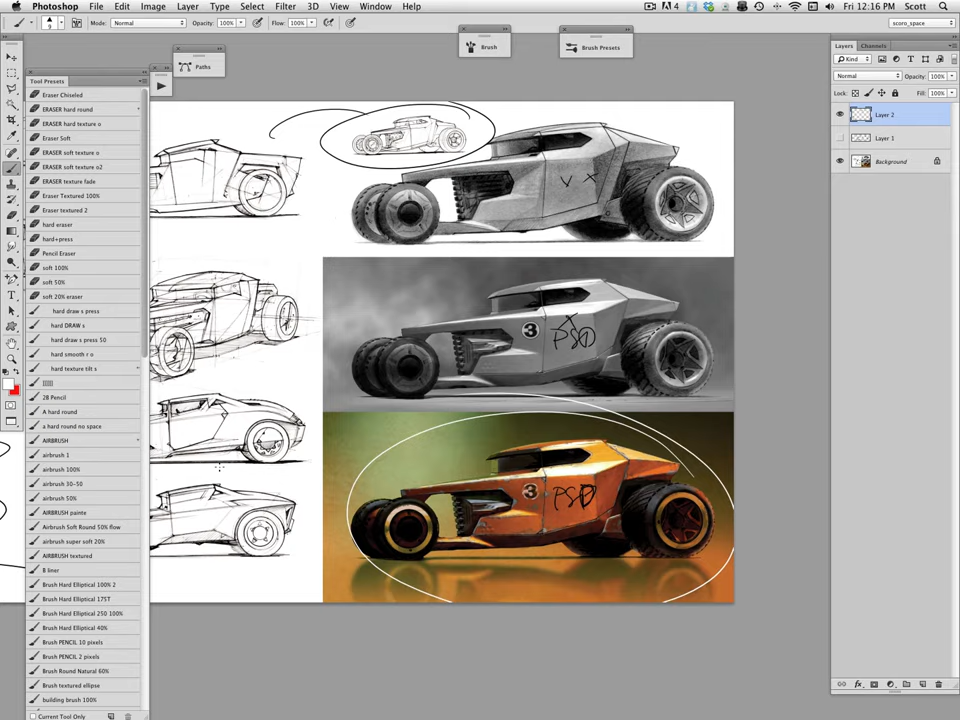 Photoshop File Edit Image Layer Type Select Filter 3D View Window Help
4 Fri 12:16 PM Scott
9 Mode: Normal Opacity: 100% Flow: 100% scoro_space
Brush
Brush Presets
Paths
Layers Channels
Kind
Normal Opacity: 100%
Lock: Fill: 100%
Layer 2
Layer 1
Background
Tool Presets
Eraser Chiseled
ERASER hard round
ERASER hard texture o
Eraser Soft
ERASER soft texture o
ERASER soft texture o2
ERASER texture fade
Eraser Textured 100%
Eraser textured 2
hard eraser
hard+press
Pencil Eraser
soft 100%
soft 50%
soft 20% eraser
hard draw s press
hard DRAW s
hard draw s press 50
hard smooth r o
hard texture tilt s
2B Pencil
A hard round
a hard round no space
AIRBRUSH
airbrush 1
airbrush 100%
airbrush 30-50
airbrush 50%
AIRBRUSH painte
Airbrush Soft Round 50% flow
airbrush super soft 20%
AIRBRUSH textured
B liner
Brush Hard Elliptical 100% 2
Brush Hard Elliptical 175T
Brush Hard Elliptical 250 100%
Brush Hard Elliptical 40%
Brush PENCIL 10 pixels
Brush PENCIL 2 pixels
Brush Round Natural 60%
Brush textured ellipse
building brush 100%
Current Tool Only
V X
3 PSD
3 PSD